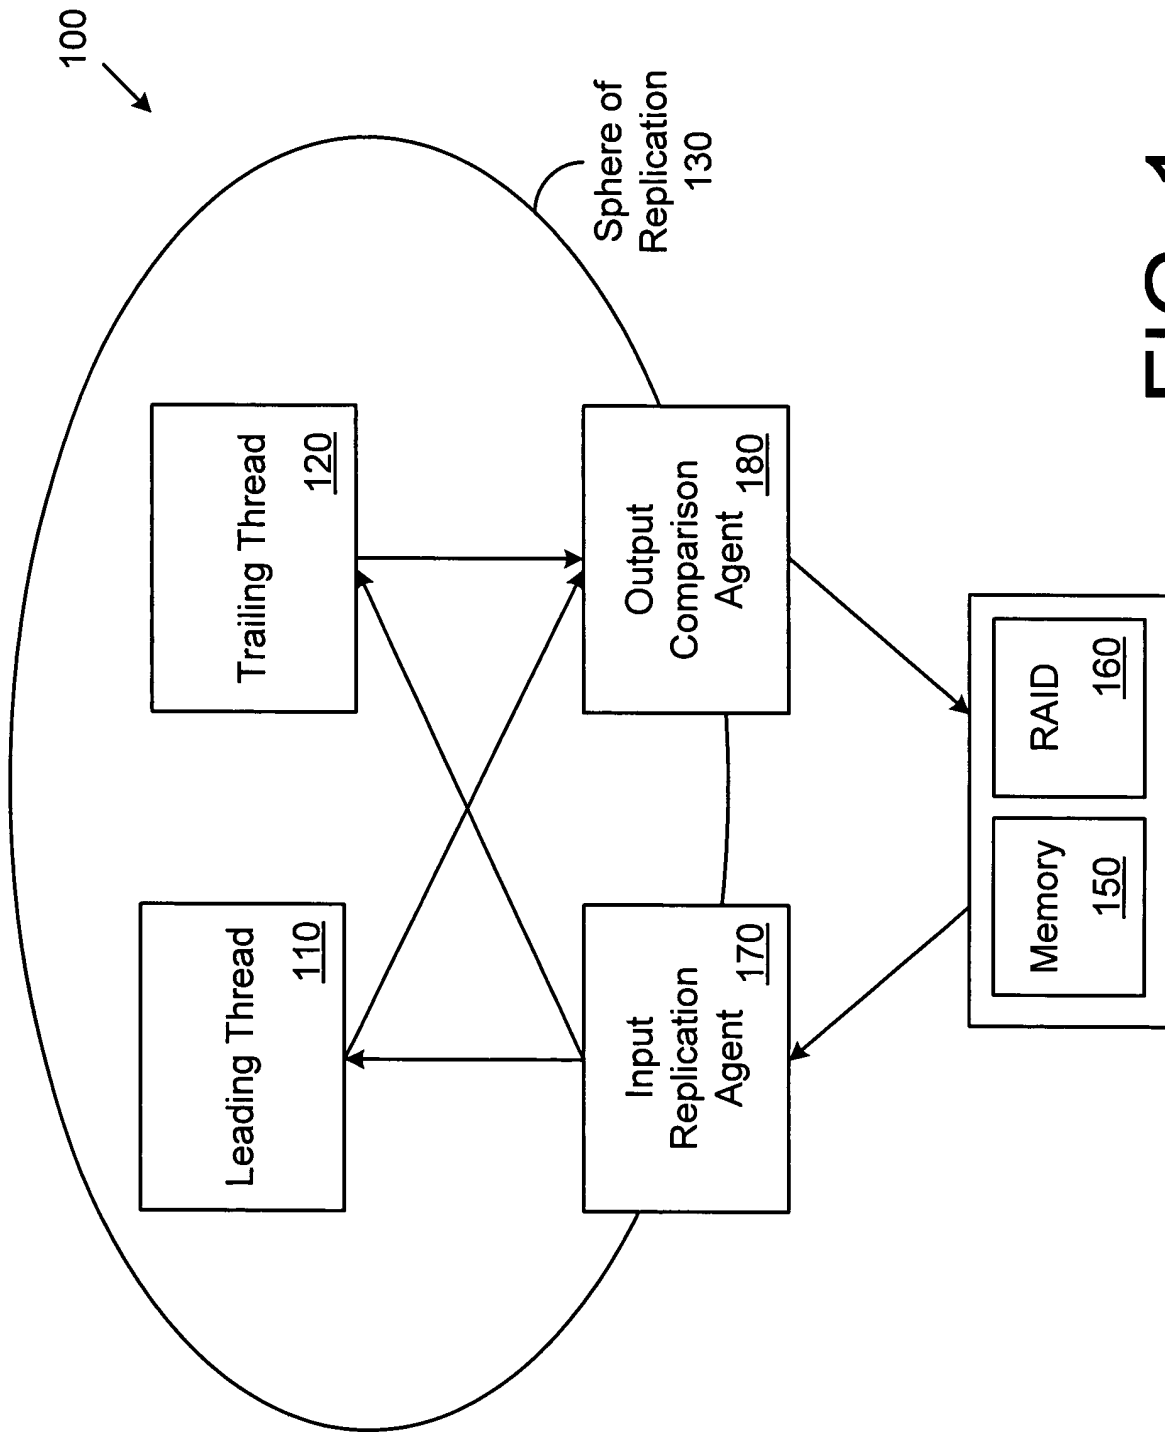 100
Sphere of
Replication
130
Leading Thread
110
Trailing Thread
120
Input
Replication
Agent
170
Output
Comparison
Agent
180
Memory
150
RAID
160